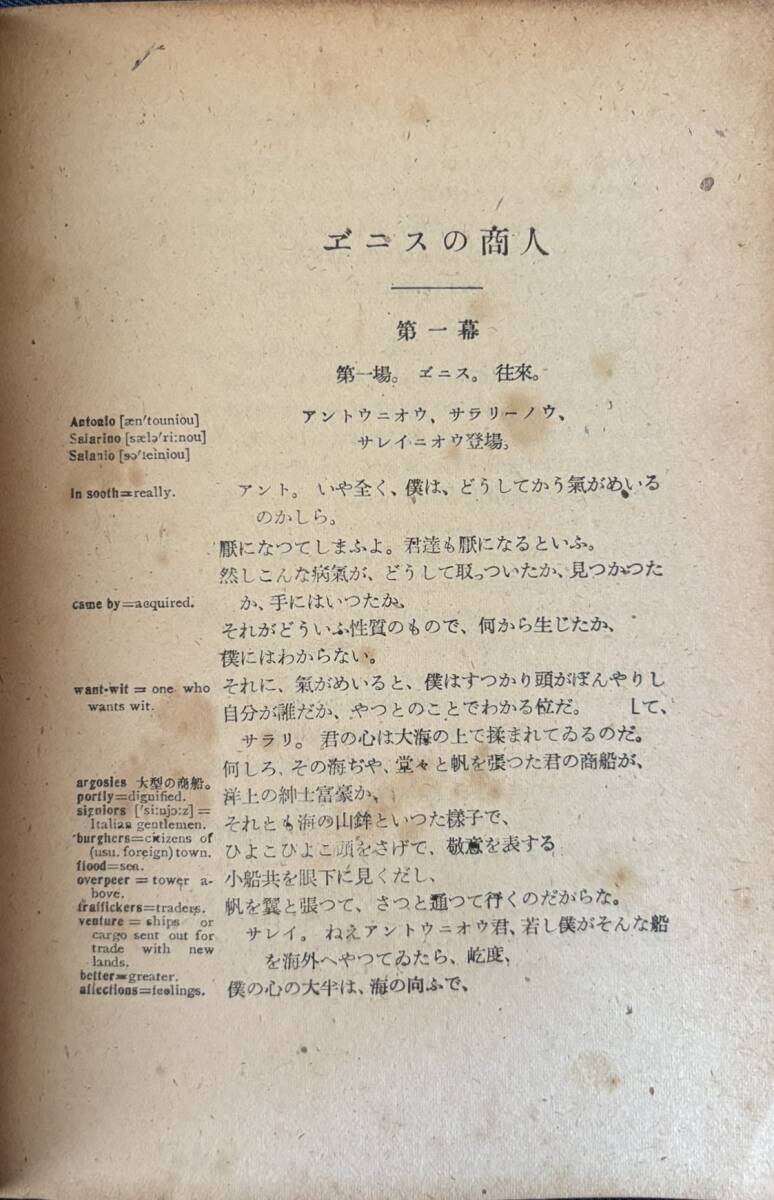 ヱニスの商人
第一幕
第一場。 ヱニス。 往來。
アントウニオウ、サラリーノウ、
サレイニオウ登場。
Antonio [æn'touniou]
Salarino [sælə'ri:nou]
Salanio [sə'leiniou]
in sooth=really.
アント。 いや全く、僕は、どうしてかう氣がめいる
のかしら。
厭になつてしまふよ。君達も厭になるといふ。
然しこんな病氣が、どうして取っついたか、見つかつた
came by=acquired.
か、手にはいつたか、
それがどういふ性質のもので、何から生じたか、
僕にはわからない。
want-wit = one who
wants wit.
それに、氣がめいると、僕はすつかり頭がぼんやりし
自分が誰だか、やつとのことでわかる位だ。 Lて、
サラリ。 君の心は大海の上で揉まれてゐるのだ。
何しろ、その海ぢや、堂々と帆を張つた君の商船が、
argosies 大型の商船。
portly=dignified.
signiors ['si:njɔ:z] =
Italian gentlemen.
burghers=citizens of
(usu. foreign) town.
flood=sea.
overpeer = tower a-
bove.
traffickers=traders.
venture = ships or
cargo sent out for
trade with new
lands.
better=greater.
affections=feelings.
洋上の紳士富豪か、
それとも海の山鉾といつた樣子で、
ひよこひよこ頭をさげて、敬意を表する
小船共を眼下に見くだし、
帆を翼と張つて、さつと通つて行くのだがらな。
サレイ。 ねえアントウニオウ君、若し僕がそんな船
を海外へやつてゐたら、屹度、
僕の心の大半は、海の向ふで、